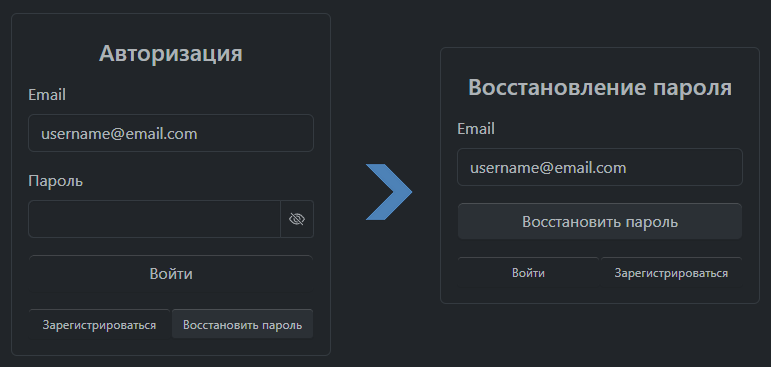 Авторизация
Email
username@email.com
Пароль
Войти
Зарегистрироваться Восстановить пароль
Восстановление пароля
Email
username@email.com
Восстановить пароль
Войти Зарегистрироваться